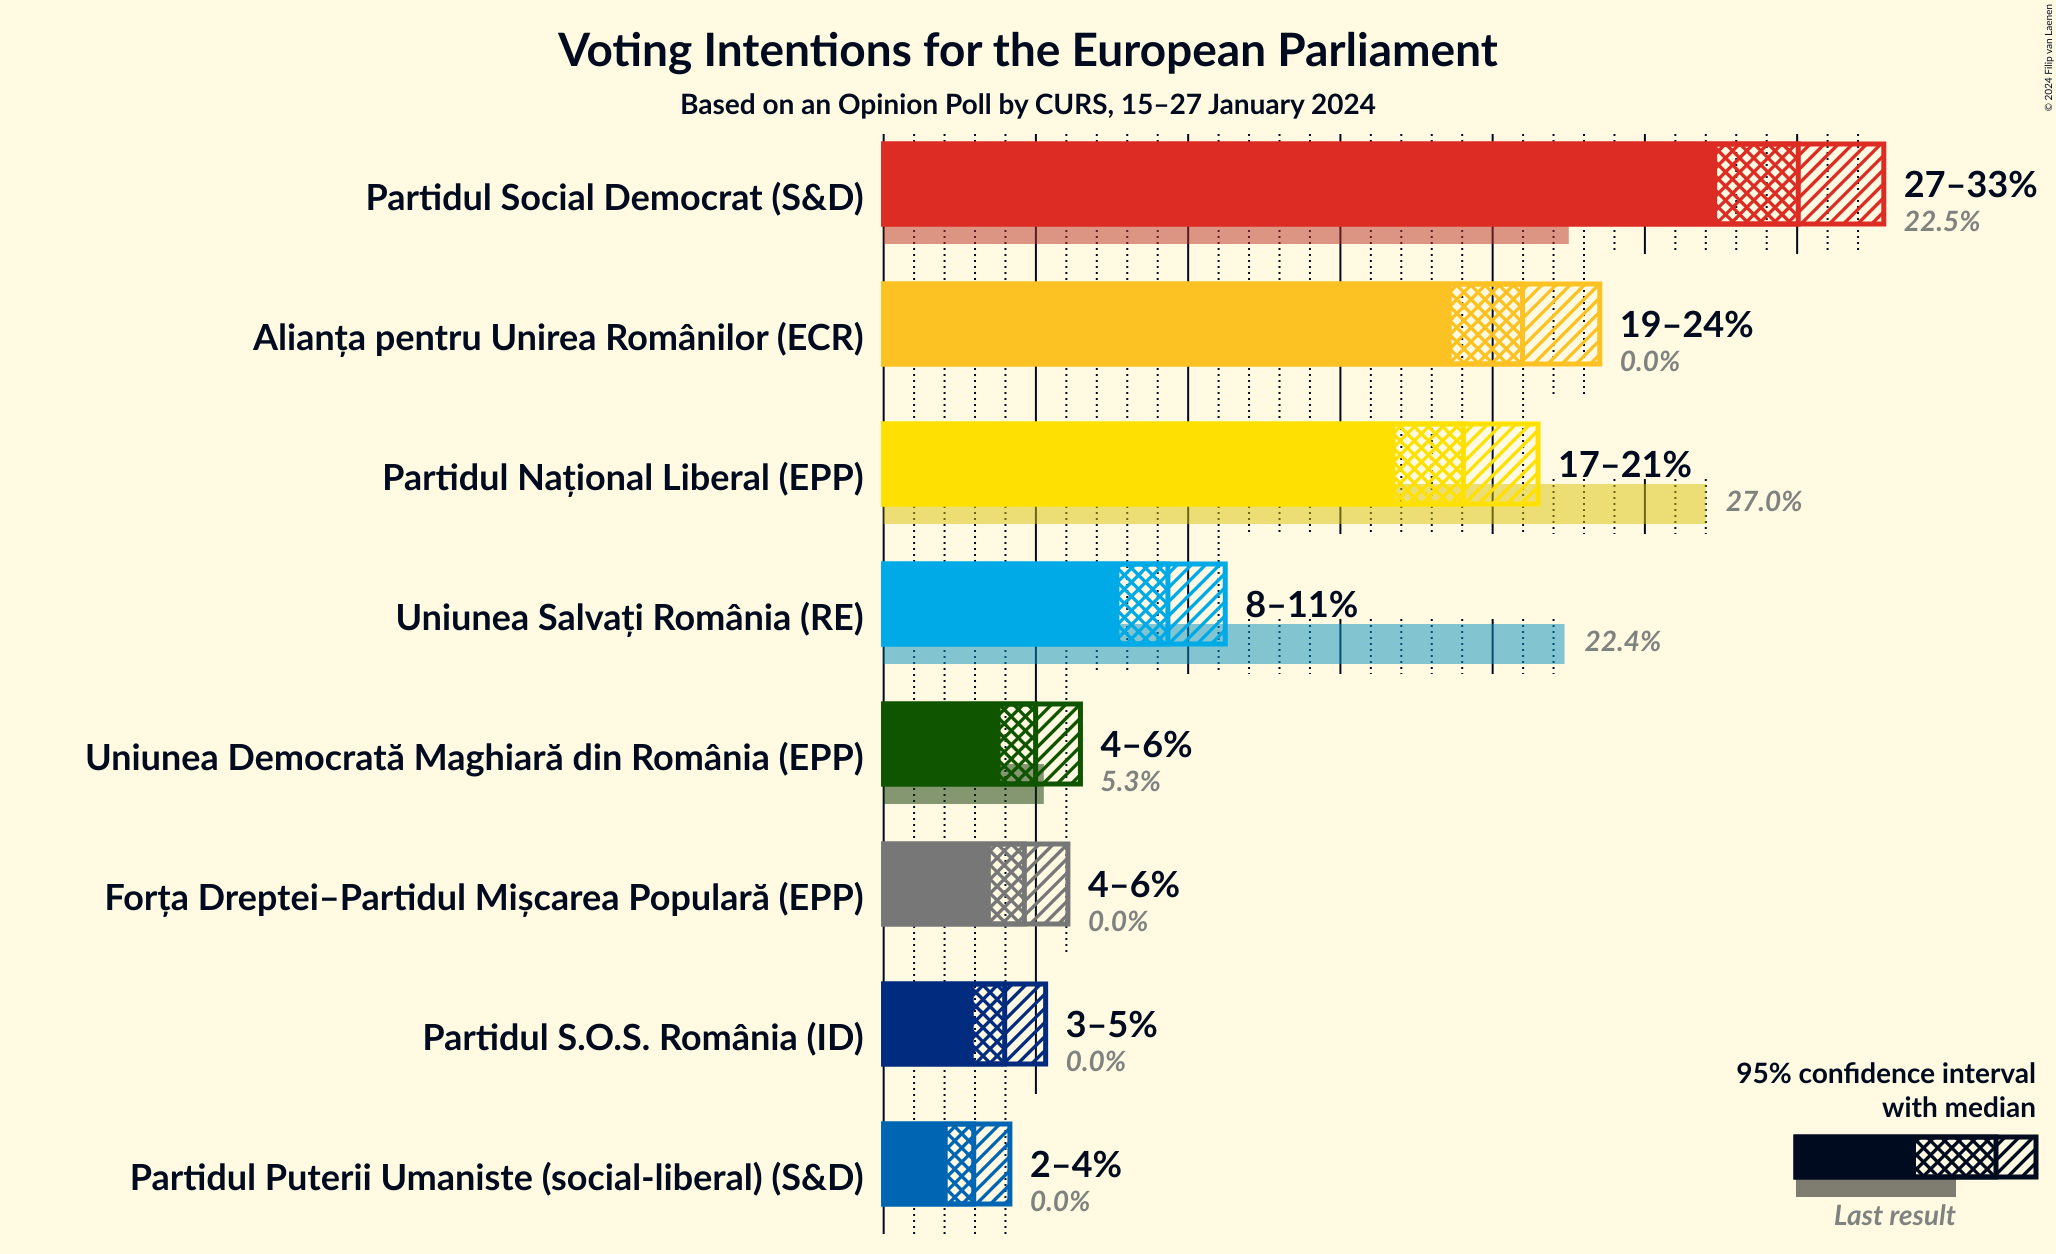 Voting Intentions for the European Parliament
Based on an Opinion Poll by CURS, 15–27 January 2024
© 2024 Filip van Laenen
Partidul Social Democrat (S&D)
27–33%
22.5%
Alianța pentru Unirea Românilor (ECR)
19–24%
0.0%
Partidul Național Liberal (EPP)
17–21%
27.0%
Uniunea Salvați România (RE)
8–11%
22.4%
Uniunea Democrată Maghiară din România (EPP)
4–6%
5.3%
Forța Dreptei–Partidul Mișcarea Populară (EPP)
4–6%
0.0%
Partidul S.O.S. România (ID)
3–5%
0.0%
Partidul Puterii Umaniste (social-liberal) (S&D)
2–4%
0.0%
95% confidence interval
with median
Last result